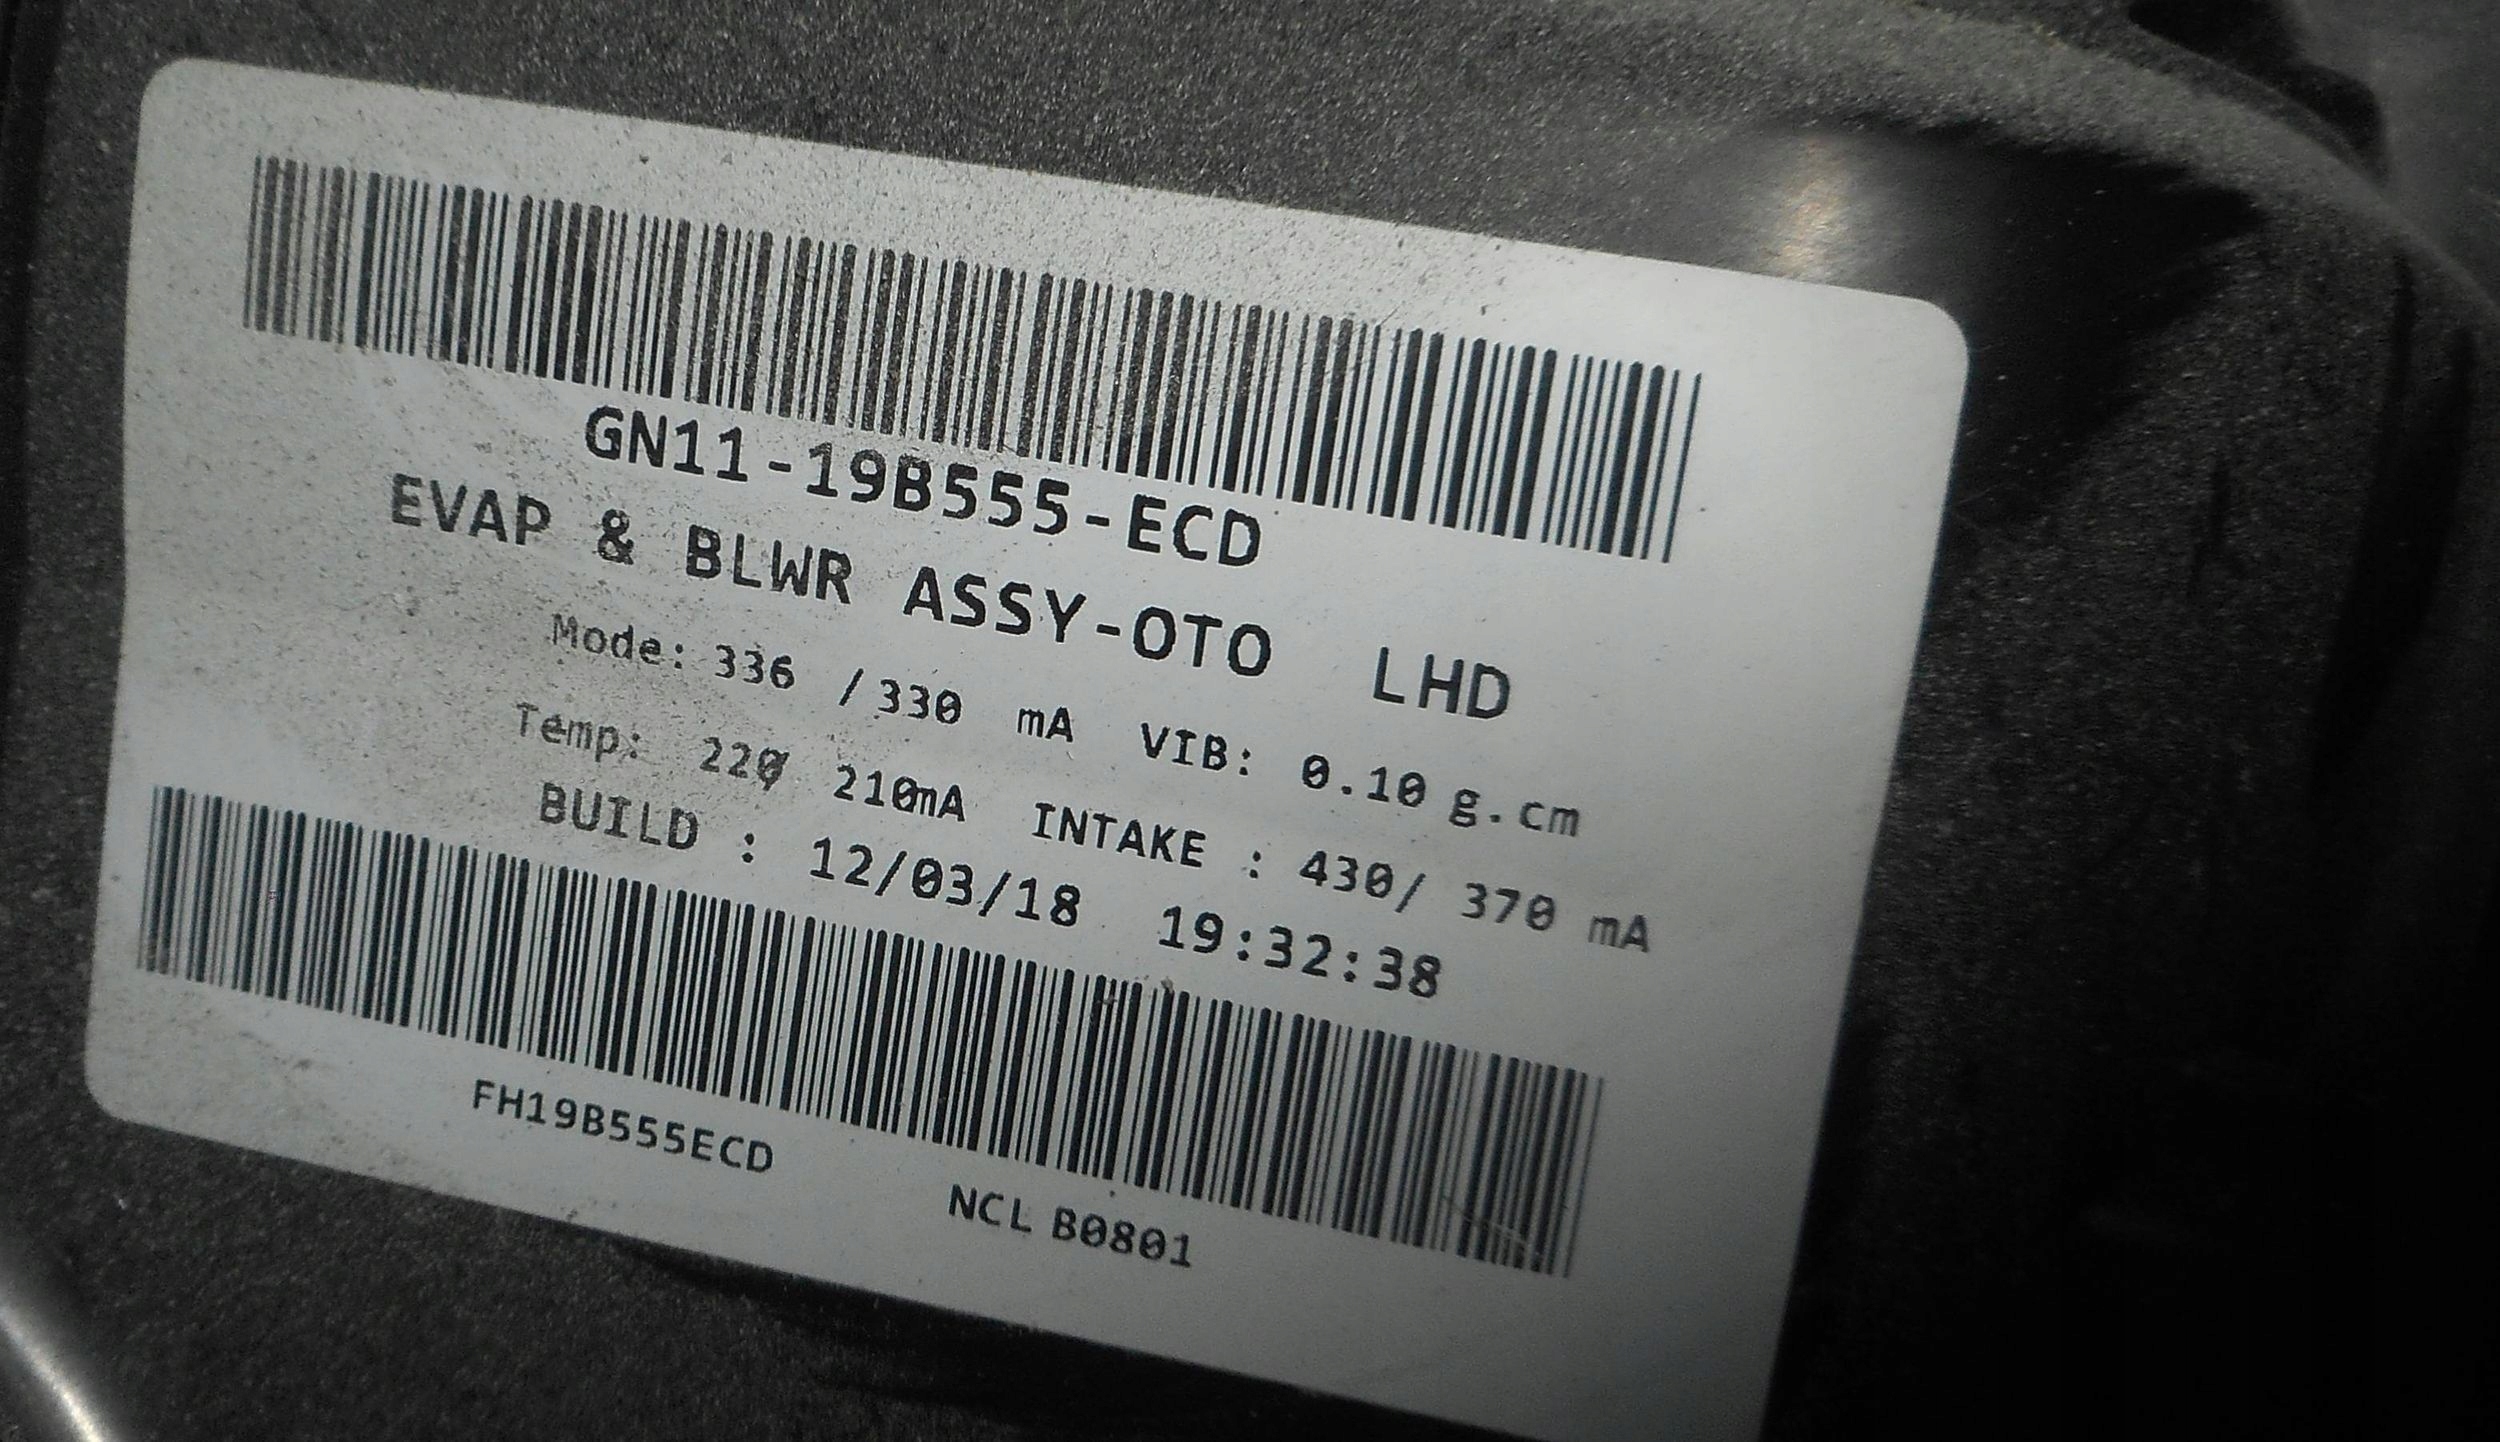 GN11-19B555-ECD
EVAP & BLWR ASSY-OTO LHD
Mode: 336 /330 mA VIB: 0.10 g.cm
Temp: 220/ 210mA INTAKE : 430/ 370 mA
BUILD : 12/03/18 19:32:38
FH19B555ECD NCL B0801